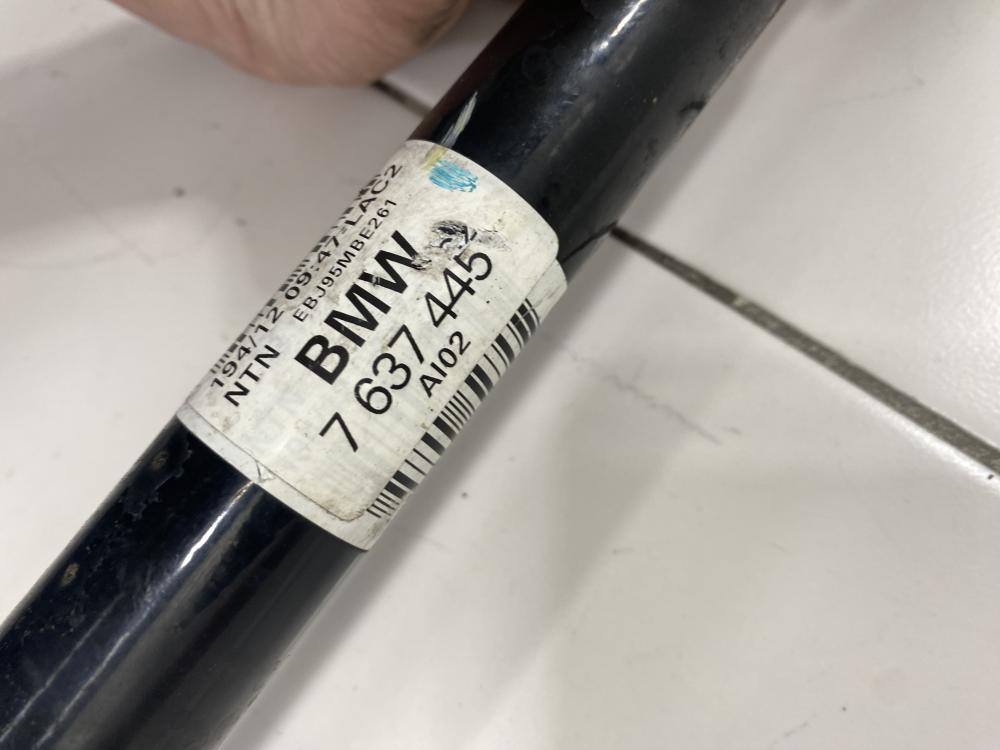 194/12 09:47 LAC2
NTN EBJ95MBE261
BMW
7 637 445
AI02